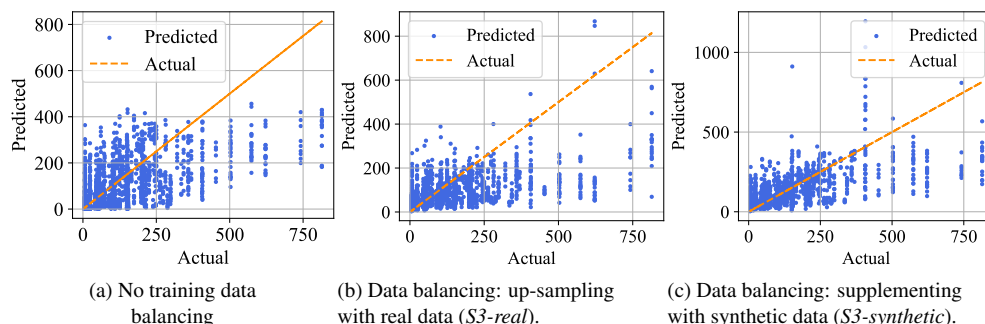 800
600
400
200
0
Predicted
Predicted
Actual
0 250 500 750
Actual
(a) No training data
balancing
800
600
400
200
0
Predicted
Predicted
Actual
0 250 500 750
Actual
(b) Data balancing: up-sampling
with real data (S3-real).
1000
500
0
Predicted
Predicted
Actual
0 250 500 750
Actual
(c) Data balancing: supplementing
with synthetic data (S3-synthetic).